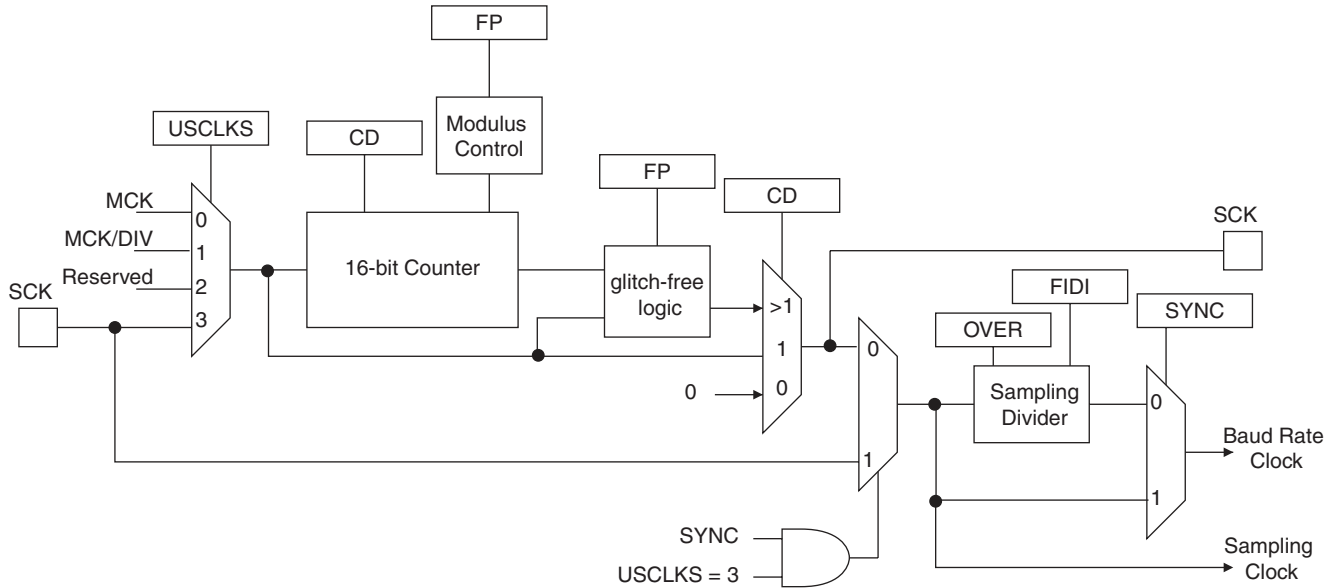 FP
USCLKS
CD
Modulus
Control
FP
CD
MCK
0
MCK/DIV
1
Reserved
2
SCK
3
16-bit Counter
glitch-free
logic
>1
1
0
0
SCK
FIDI
OVER
SYNC
0
1
Sampling
Divider
0
1
Baud Rate
Clock
SYNC
USCLKS = 3
Sampling
Clock